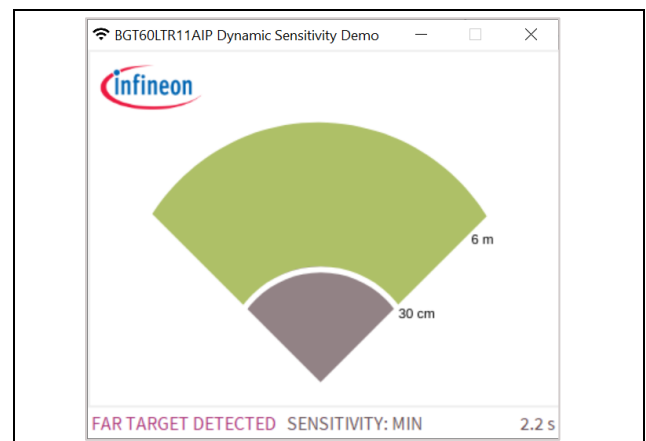 BGT60LTR11AIP Dynamic Sensitivity Demo
infineon
6 m
30 cm
FAR TARGET DETECTED SENSITIVITY: MIN 2.2 s